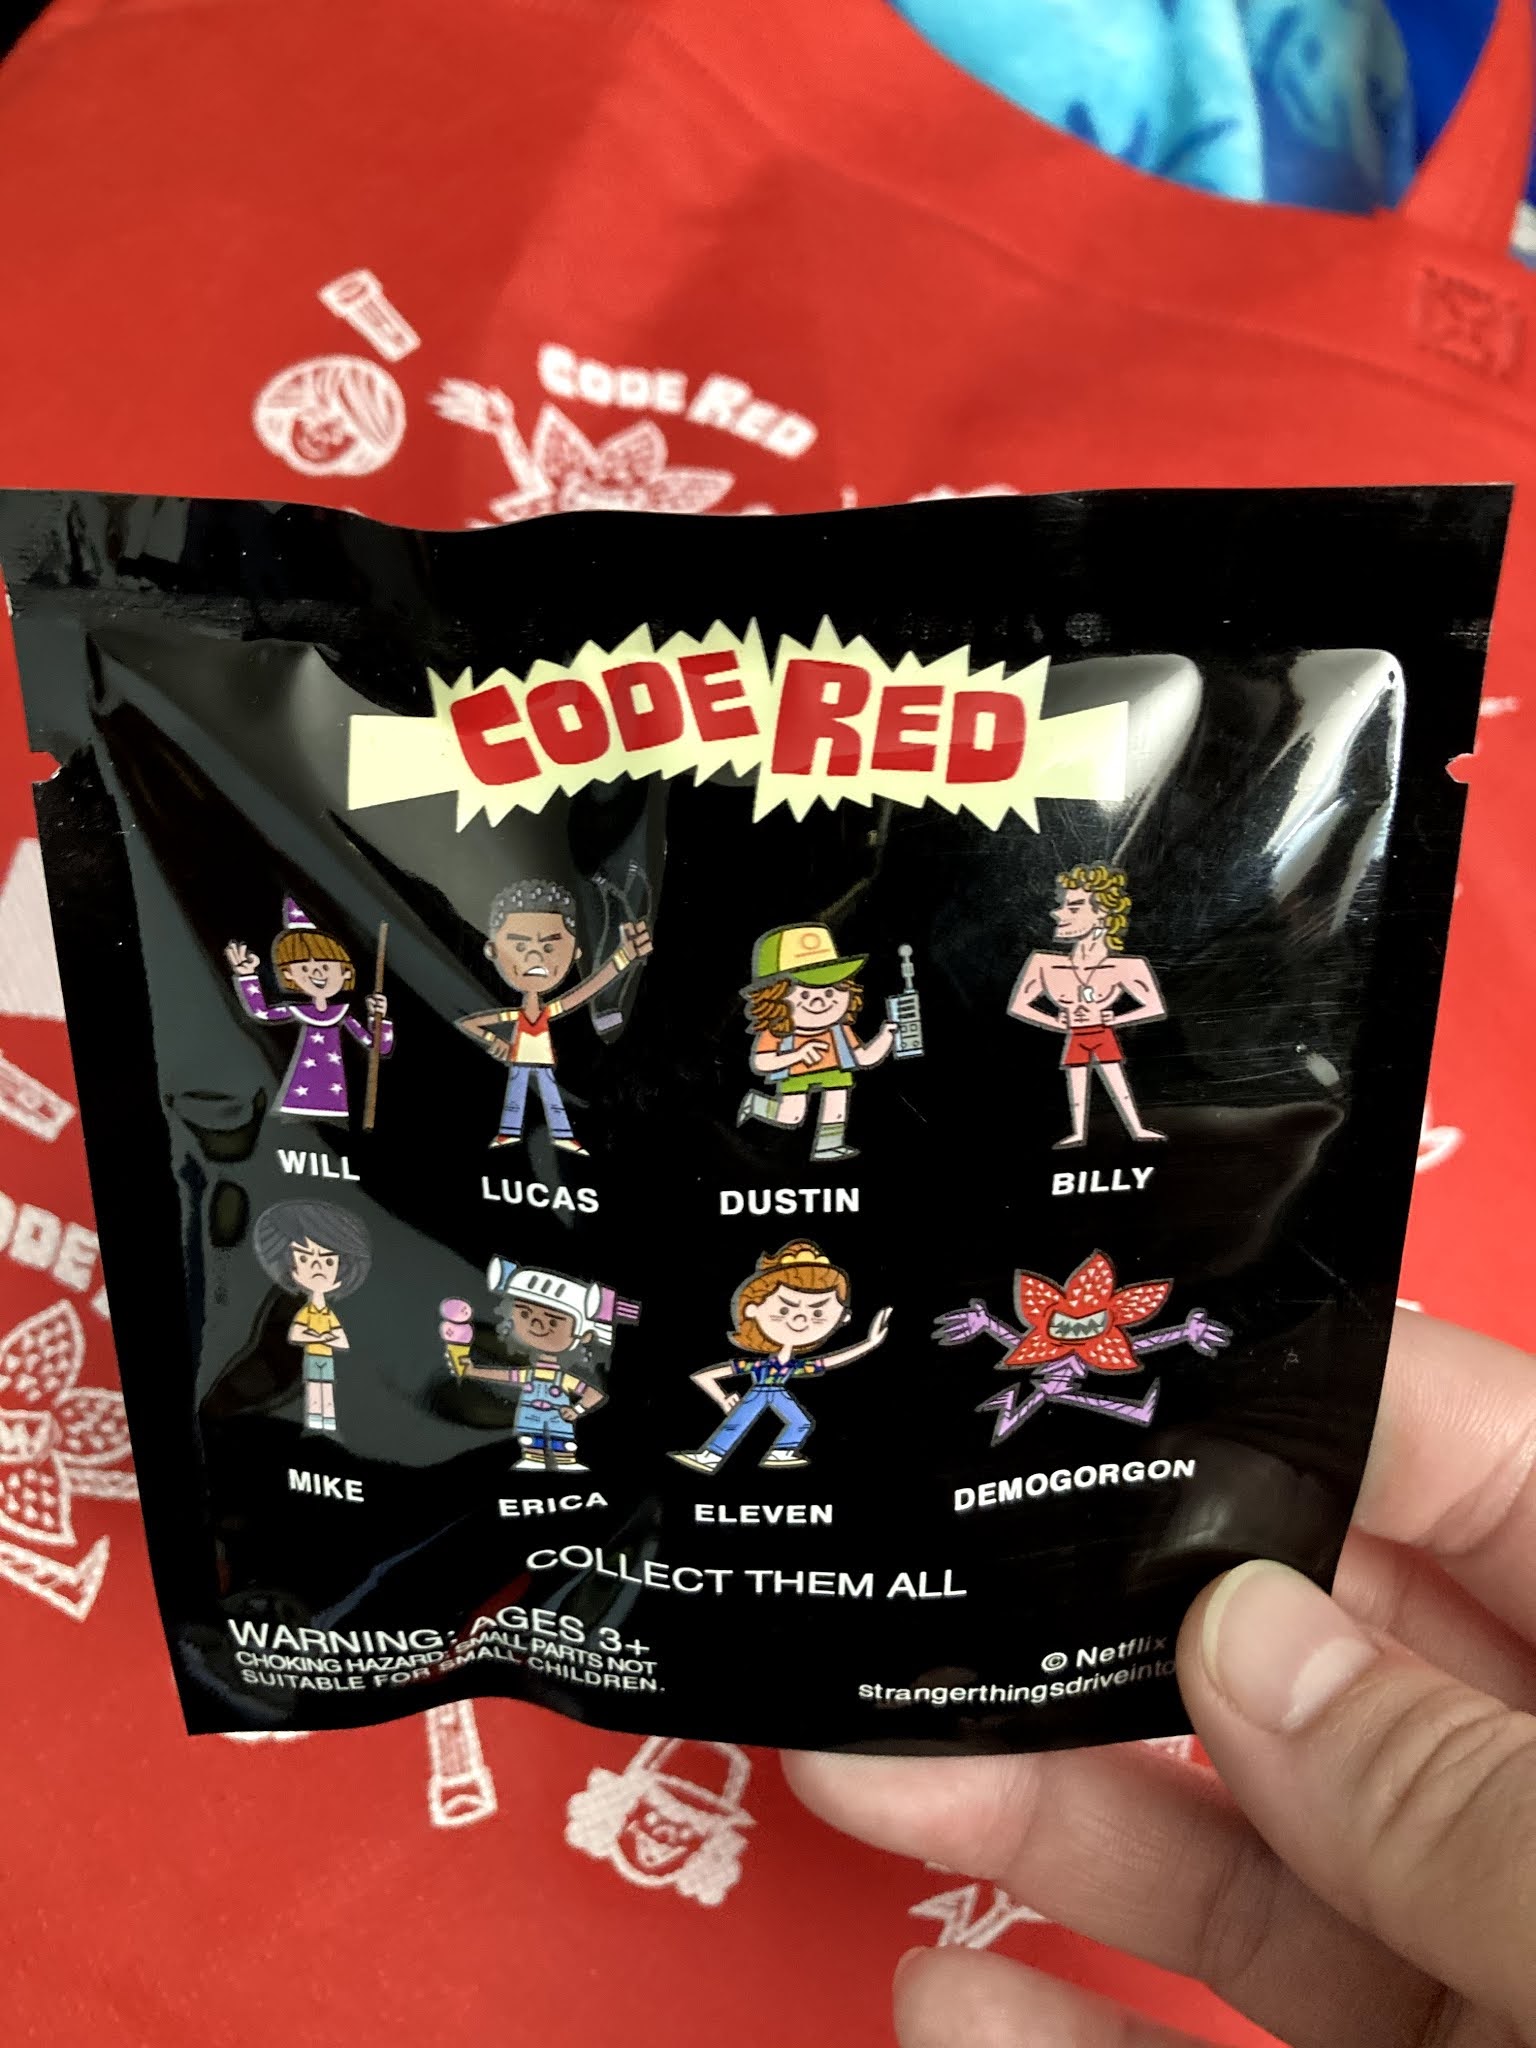 CODE RED
CODE RED
WILL
LUCAS
DUSTIN
BILLY
MIKE
ERICA
ELEVEN
DEMOGORGON
COLLECT THEM ALL
WARNING: AGES 3+
CHOKING HAZARD: SMALL PARTS NOT
SUITABLE FOR SMALL CHILDREN.
© Netflix
strangerthingsdriveinto